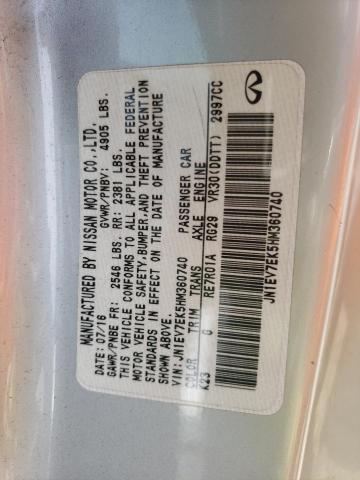 MANUFACTURED BY NISSAN MOTOR CO.,LTD.
DATE: 07/16 GVWR/PNBV: 4905 LBS.
GAWR/PNBE FR: 2546 LBS. RR: 2381 LBS.
THIS VEHICLE CONFORMS TO ALL APPLICABLE FEDERAL
MOTOR VEHICLE SAFETY,BUMPER,AND THEFT PREVENTION
STANDARDS IN EFFECT ON THE DATE OF MANUFACTURE
SHOWN ABOVE.
VIN: JN1EV7EK5HM360740 PASSENGER CAR
COLOR TRIM TRANS AXLE ENGINE
K23 G RE7R01A RG29 VR30(DDTT) 2997CC
JN1EV7EK5HM360740